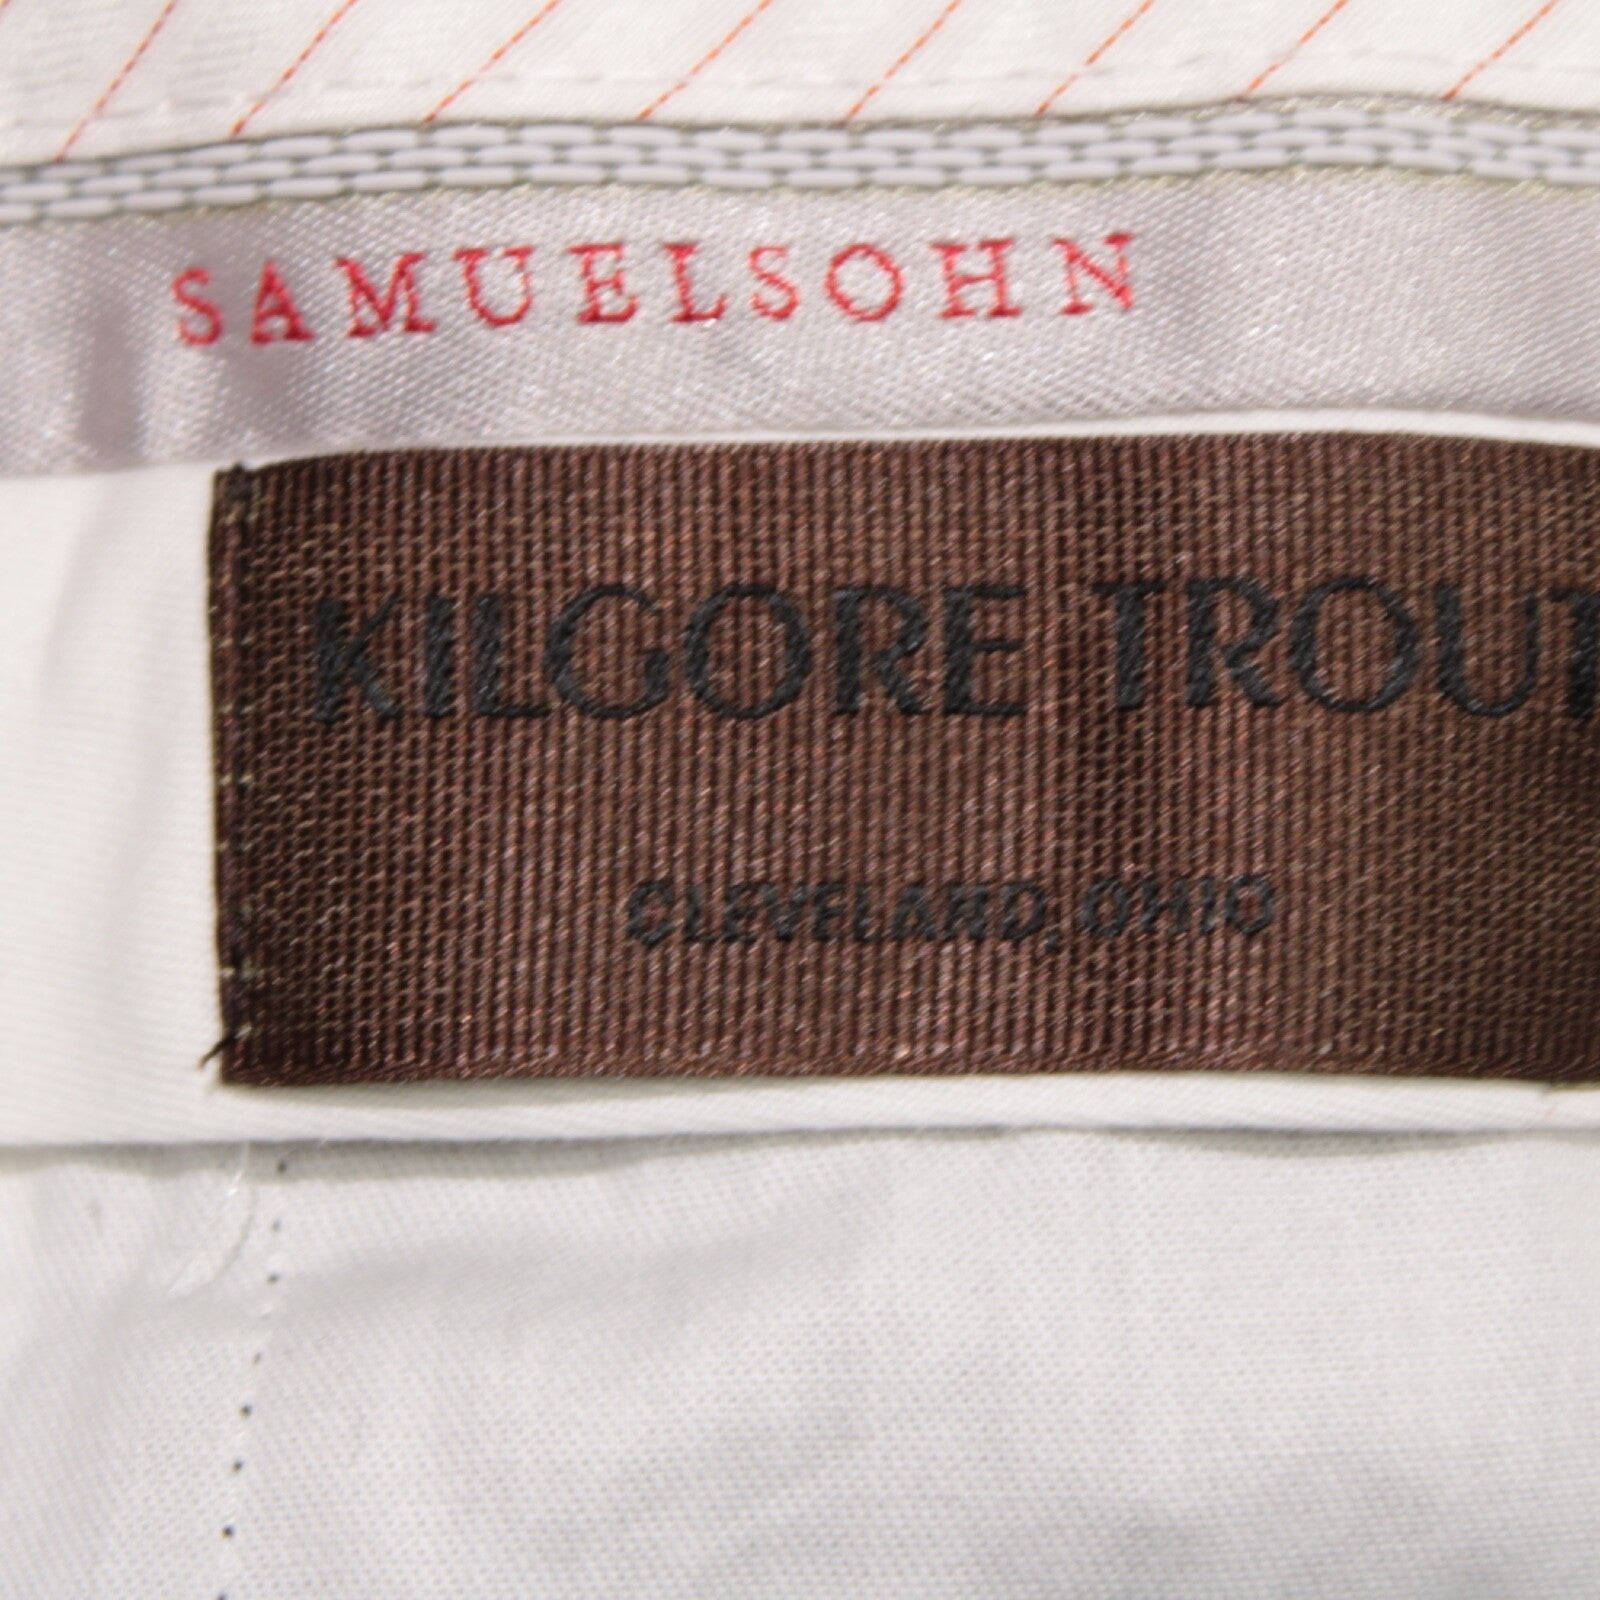 SAMUELSOHN
KILGORE TROUT
CLEVELAND, OHIO